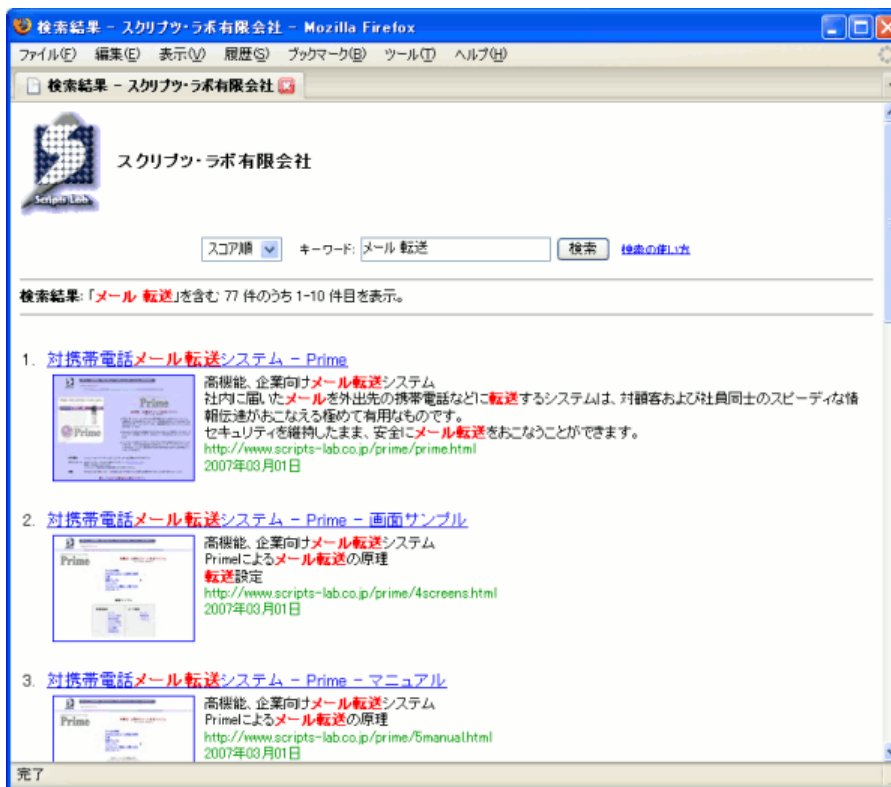 検索結果 - スクリプツ・ラボ有限会社 - Mozilla Firefox
ファイル(F) 編集(E) 表示(V) 履歴(S) ブックマーク(B) ツール(T) ヘルプ(H)
検索結果 - スクリプツ・ラボ有限会社
Scripts Lab
スクリプツ・ラボ有限会社
スコア順 キーワード: メール 転送 検索 検索の使い方
検索結果: 「メール 転送」を含む 77 件のうち 1-10 件目を表示。
1. 対携帯電話メール転送システム - Prime
Prime
Prime
高機能、企業向けメール転送システム
社内に届いたメールを外出先の携帯電話などに転送するシステムは、対顧客および社員同士のスピーディな情
報伝達がおこなえる極めて有用なものです。
セキュリティを維持したまま、安全にメール転送をおこなうことができます。
http://www.scripts-lab.co.jp/prime/prime.html
2007年03月01日
2. 対携帯電話メール転送システム - Prime - 画面サンプル
Prime
高機能、企業向けメール転送システム
Primeによるメール転送の原理
転送設定
http://www.scripts-lab.co.jp/prime/4screens.html
2007年03月01日
3. 対携帯電話メール転送システム - Prime - マニュアル
Prime
高機能、企業向けメール転送システム
Primeによるメール転送の原理
http://www.scripts-lab.co.jp/prime/5manual.html
2007年03月01日
完了